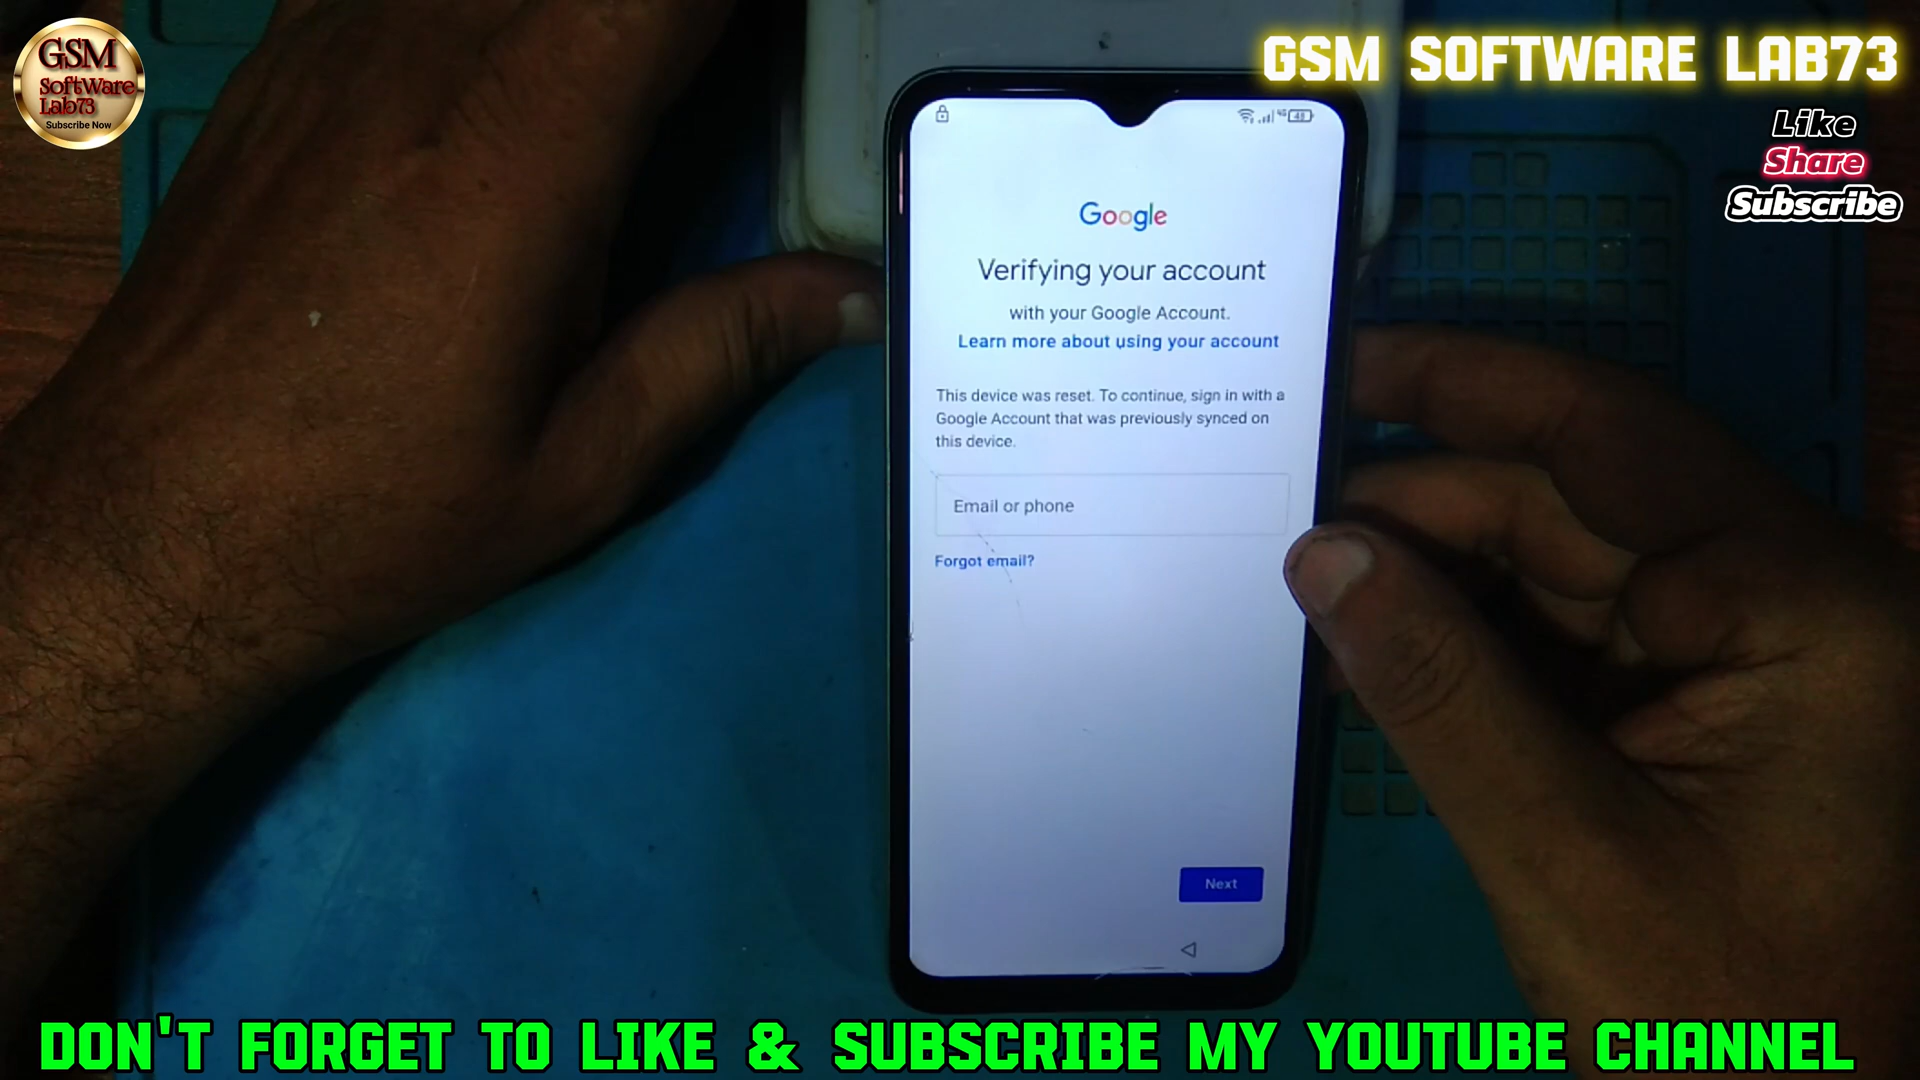 GSM
SoftWare
Lab73
Subscribe Now
GSM SOFTWARE LAB73
Like
Share
Subscribe
4G
48
Google
Verifying your account
with your Google Account.
Learn more about using your account
This device was reset. To continue, sign in with a
Google Account that was previously synced on
this device.
Email or phone
Forgot email?
Next
DON'T FORGET TO LIKE & SUBSCRIBE MY YOUTUBE CHANNEL